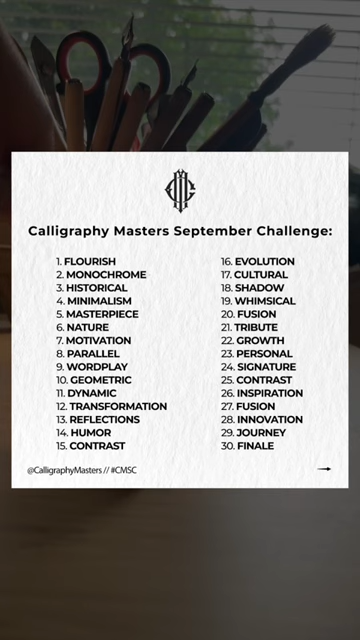 Calligraphy Masters September Challenge:
1. FLOURISH
2. MONOCHROME
3. HISTORICAL
4. MINIMALISM
5. MASTERPIECE
6. NATURE
7. MOTIVATION
8. PARALLEL
9. WORDPLAY
10. GEOMETRIC
11. DYNAMIC
12. TRANSFORMATION
13. REFLECTIONS
14. HUMOR
15. CONTRAST
16. EVOLUTION
17. CULTURAL
18. SHADOW
19. WHIMSICAL
20. FUSION
21. TRIBUTE
22. GROWTH
23. PERSONAL
24. SIGNATURE
25. CONTRAST
26. INSPIRATION
27. FUSION
28. INNOVATION
29. JOURNEY
30. FINALE
@CalligraphyMasters // #CMSC